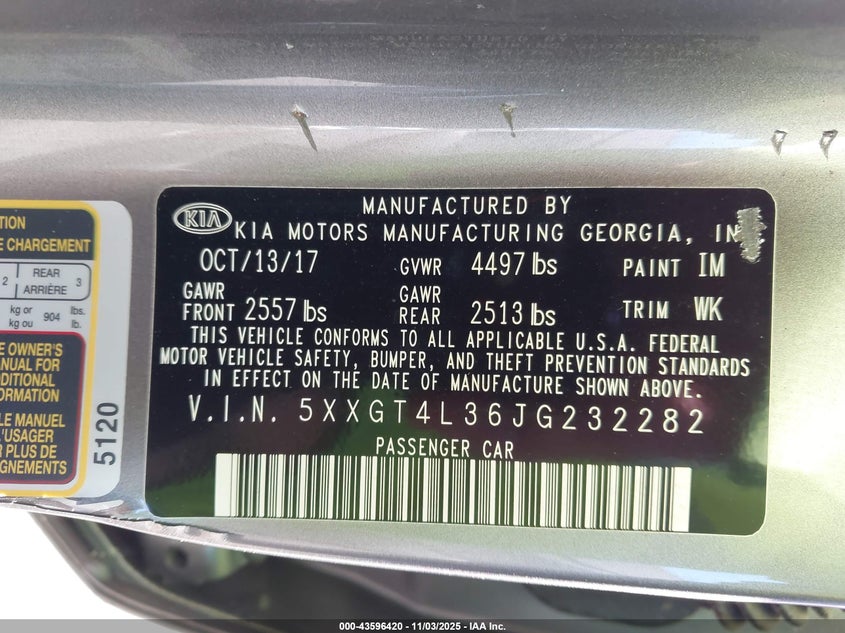 TION
E CHARGEMENT
2 REAR ARRIÈRE 3
kg or kg ou 904 lbs. lb.
E OWNER'S
ANUAL FOR
DDITIONAL
FORMATION
LE MANUEL
L'USAGER
R PLUS DE
IGNEMENTS
5120
KIA
MANUFACTURED BY
KIA MOTORS MANUFACTURING GEORGIA, IN
OCT/13/17 GVWR 4497 lbs PAINT IM
GAWR FRONT 2557 lbs GAWR REAR 2513 lbs TRIM WK
THIS VEHICLE CONFORMS TO ALL APPLICABLE U.S.A. FEDERAL
MOTOR VEHICLE SAFETY, BUMPER, AND THEFT PREVENTION STANDARDS
IN EFFECT ON THE DATE OF MANUFACTURE SHOWN ABOVE.
V.I.N. 5XXGT4L36JG232282
PASSENGER CAR
000-43596420 - 11/03/2025 - IAA Inc.